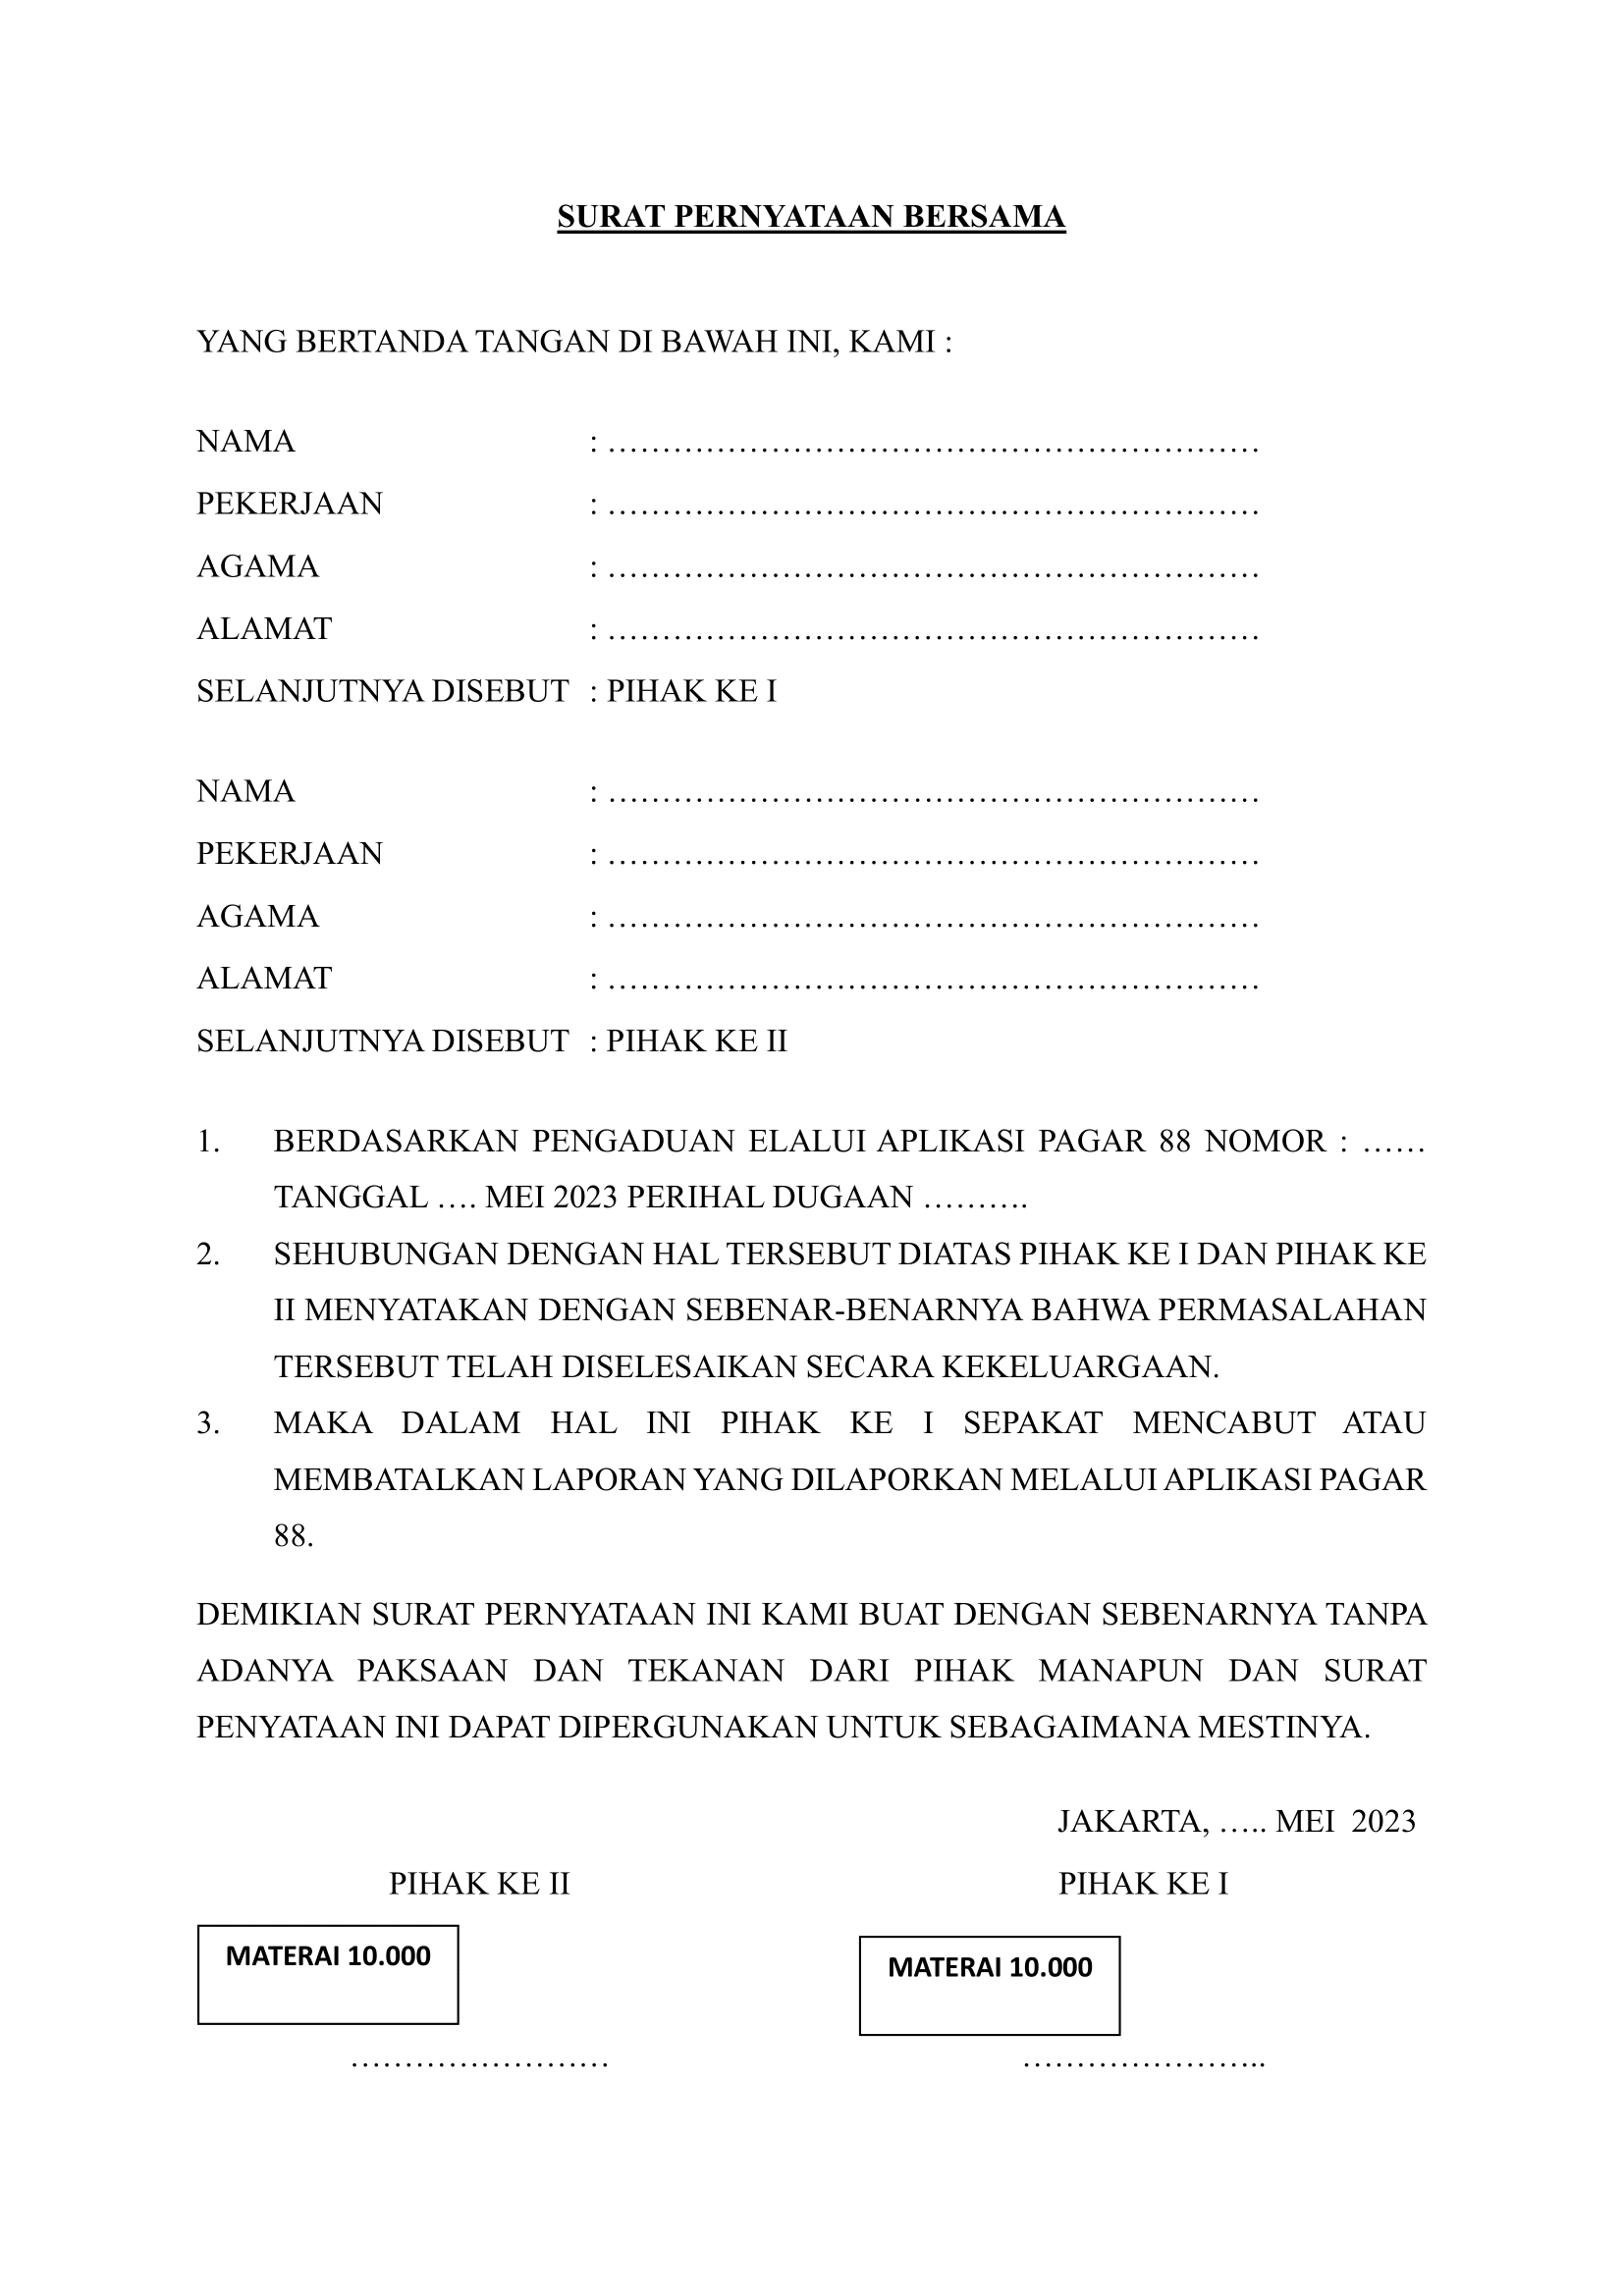 SURAT PERNYATAAN BERSAMA
YANG BERTANDA TANGAN DI BAWAH INI, KAMI :
NAMA : ……………………………………………………
PEKERJAAN : ……………………………………………………
AGAMA : ……………………………………………………
ALAMAT : ……………………………………………………
SELANJUTNYA DISEBUT : PIHAK KE I
NAMA : ……………………………………………………
PEKERJAAN : ……………………………………………………
AGAMA : ……………………………………………………
ALAMAT : ……………………………………………………
SELANJUTNYA DISEBUT : PIHAK KE II
1. BERDASARKAN PENGADUAN ELALUI APLIKASI PAGAR 88 NOMOR : ……
TANGGAL …. MEI 2023 PERIHAL DUGAAN ……….
2. SEHUBUNGAN DENGAN HAL TERSEBUT DIATAS PIHAK KE I DAN PIHAK KE
II MENYATAKAN DENGAN SEBENAR-BENARNYA BAHWA PERMASALAHAN
TERSEBUT TELAH DISELESAIKAN SECARA KEKELUARGAAN.
3. MAKA DALAM HAL INI PIHAK KE I SEPAKAT MENCABUT ATAU
MEMBATALKAN LAPORAN YANG DILAPORKAN MELALUI APLIKASI PAGAR
88.
DEMIKIAN SURAT PERNYATAAN INI KAMI BUAT DENGAN SEBENARNYA TANPA
ADANYA PAKSAAN DAN TEKANAN DARI PIHAK MANAPUN DAN SURAT
PENYATAAN INI DAPAT DIPERGUNAKAN UNTUK SEBAGAIMANA MESTINYA.
JAKARTA, ….. MEI 2023
PIHAK KE II PIHAK KE I
MATERAI 10.000 MATERAI 10.000
…………………… …………………..